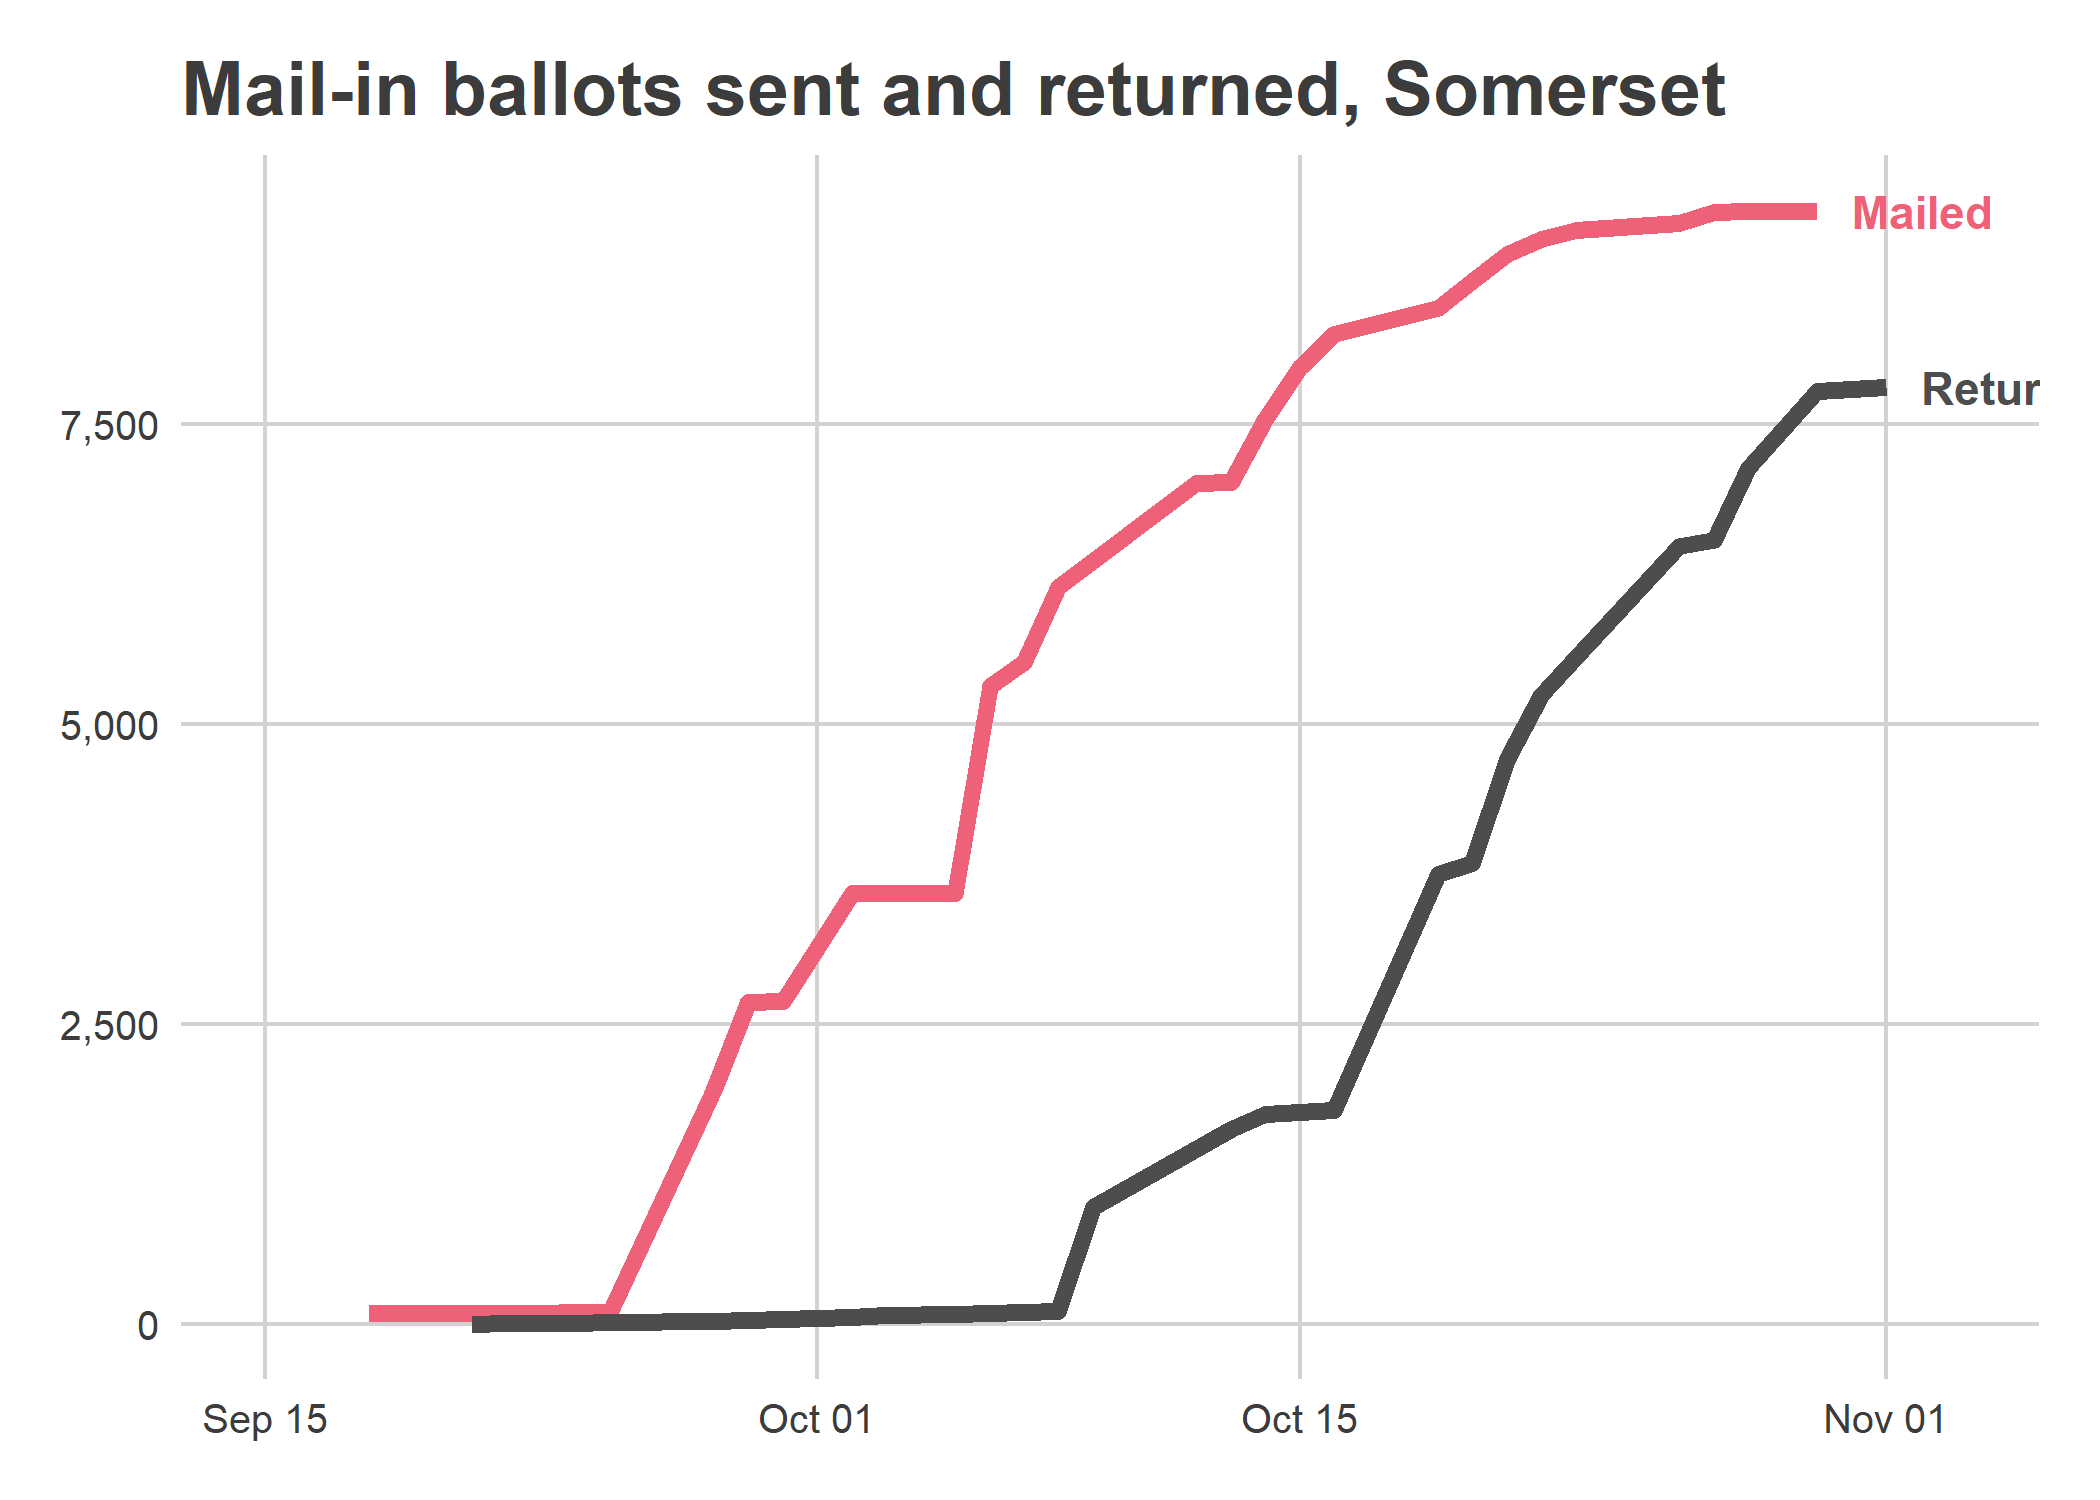 Mail-in ballots sent and returned, Somerset
Mailed
Retur
7,500
5,000
2,500
0
Sep 15
Oct 01
Oct 15
Nov 01